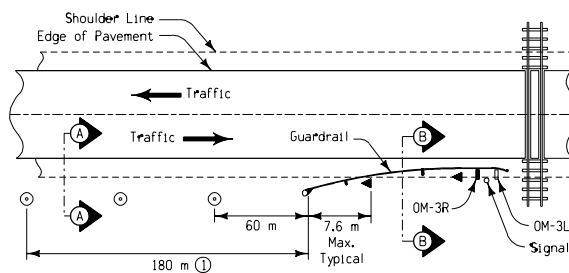 Shoulder Line
Edge of Pavement
Traffic
A
Traffic
Guardrail
B
A
60 m
7.6 m
Max.
Typical
B
OM-3R
OM-3L
Signal
180 m ①